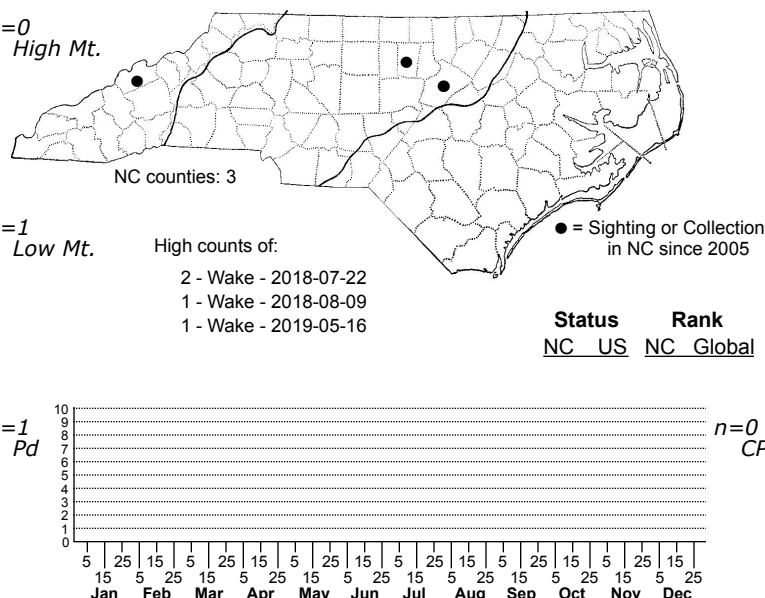 =0
High Mt.
NC counties: 3
=1
Low Mt.
High counts of:
2 - Wake - 2018-07-22
1 - Wake - 2018-08-09
1 - Wake - 2019-05-16
● = Sighting or Collection
in NC since 2005
Status Rank
NC US NC Global
=1
Pd
n=0
CP
10
9
8
7
6
5
4
3
2
1
0
5 25 15 5 25 15 5 25 15 5 25 15 5 25 15 5 25 15
15 5 25 15 5 25 15 5 25 15 5 25 15 5 25 15 5 25
Jan Feb Mar Apr May Jun Jul Aug Sep Oct Nov Dec